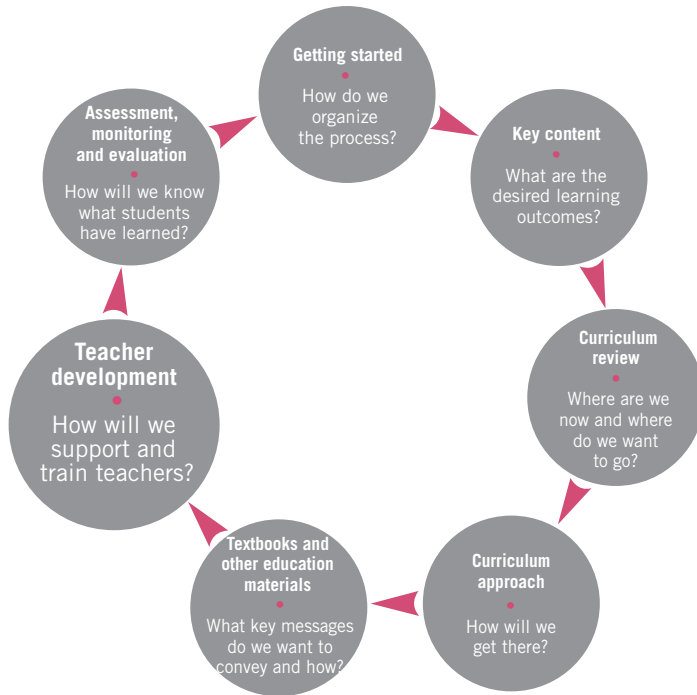 Getting started
How do we
organize
the process?
Key content
What are the
desired learning
outcomes?
Curriculum
review
Where are we
now and where
do we want
to go?
Curriculum
approach
How will we
get there?
Textbooks and
other education
materials
What key messages
do we want to
convey and how?
Teacher
development
How will we
support and
train teachers?
Assessment,
monitoring
and evaluation
How will we know
what students
have learned?